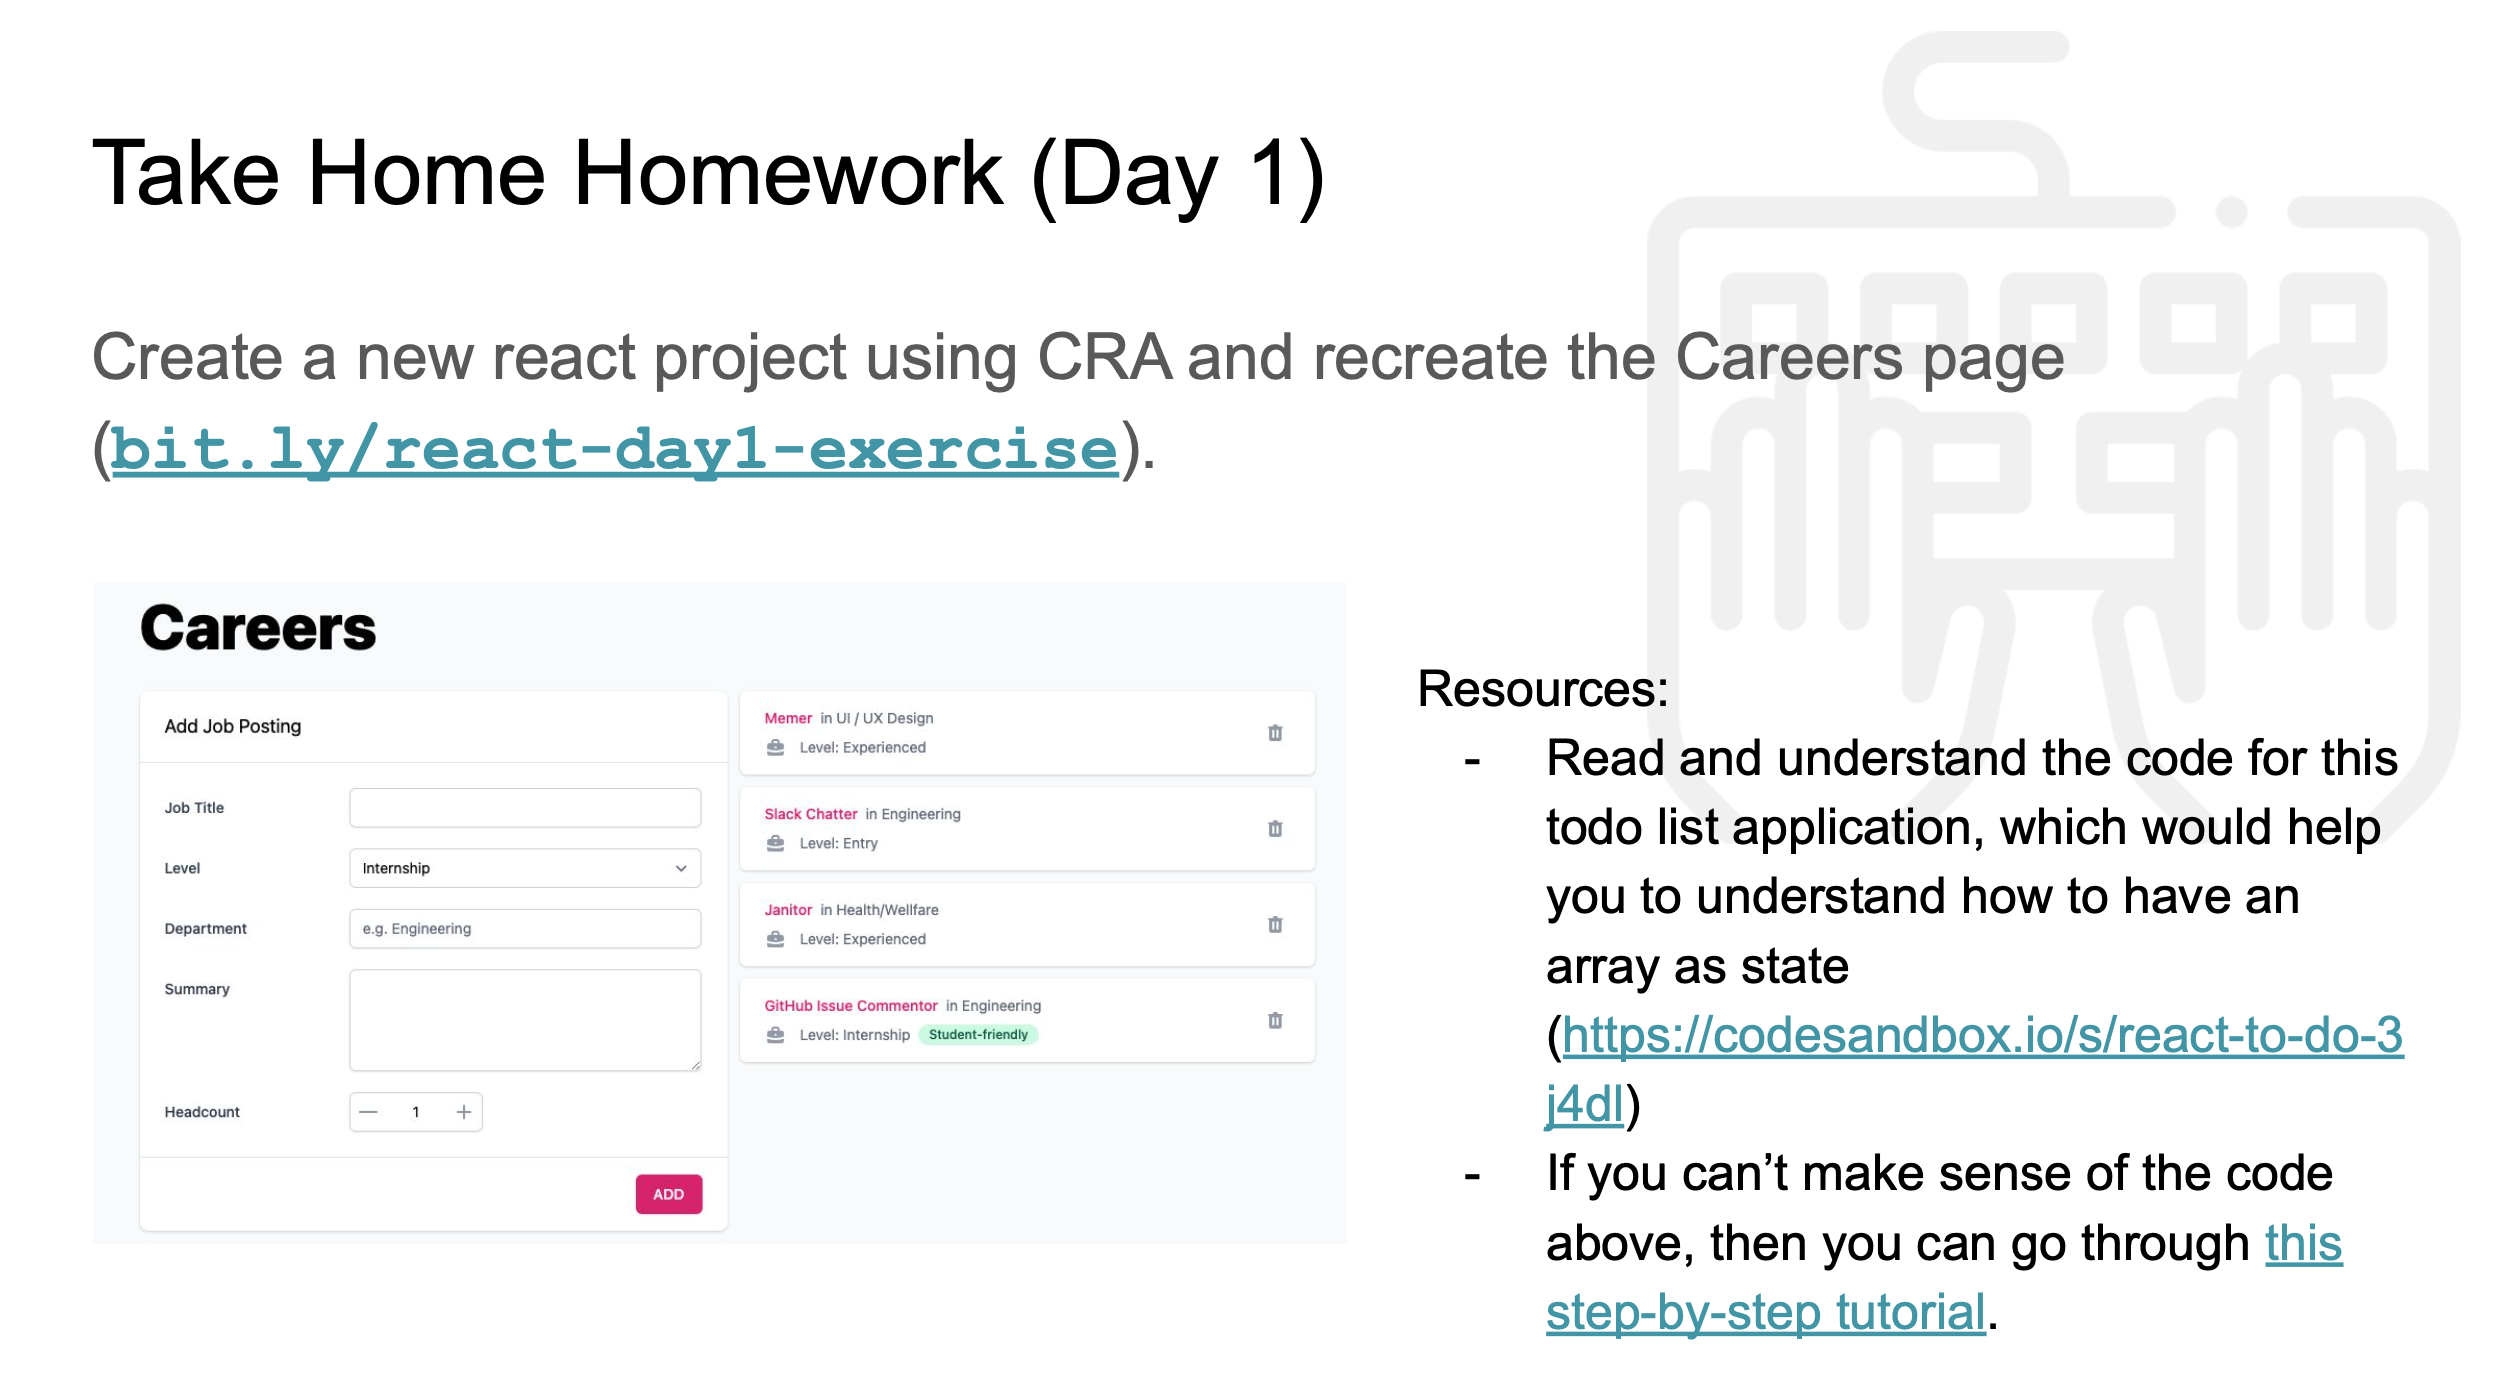 Take Home Homework (Day 1)
Create a new react project using CRA and recreate the Careers page
(bit.ly/react-day1-exercise).
Careers
Add Job Posting
Job Title
Level
Internship
Department
e.g. Engineering
Summary
Headcount
— 1 +
ADD
Memer in UI / UX Design
Level: Experienced
Slack Chatter in Engineering
Level: Entry
Janitor in Health/Wellfare
Level: Experienced
GitHub Issue Commentor in Engineering
Level: Internship Student-friendly
Resources:
- Read and understand the code for this
todo list application, which would help
you to understand how to have an
array as state
(https://codesandbox.io/s/react-to-do-3
j4dl)
- If you can’t make sense of the code
above, then you can go through this
step-by-step tutorial.